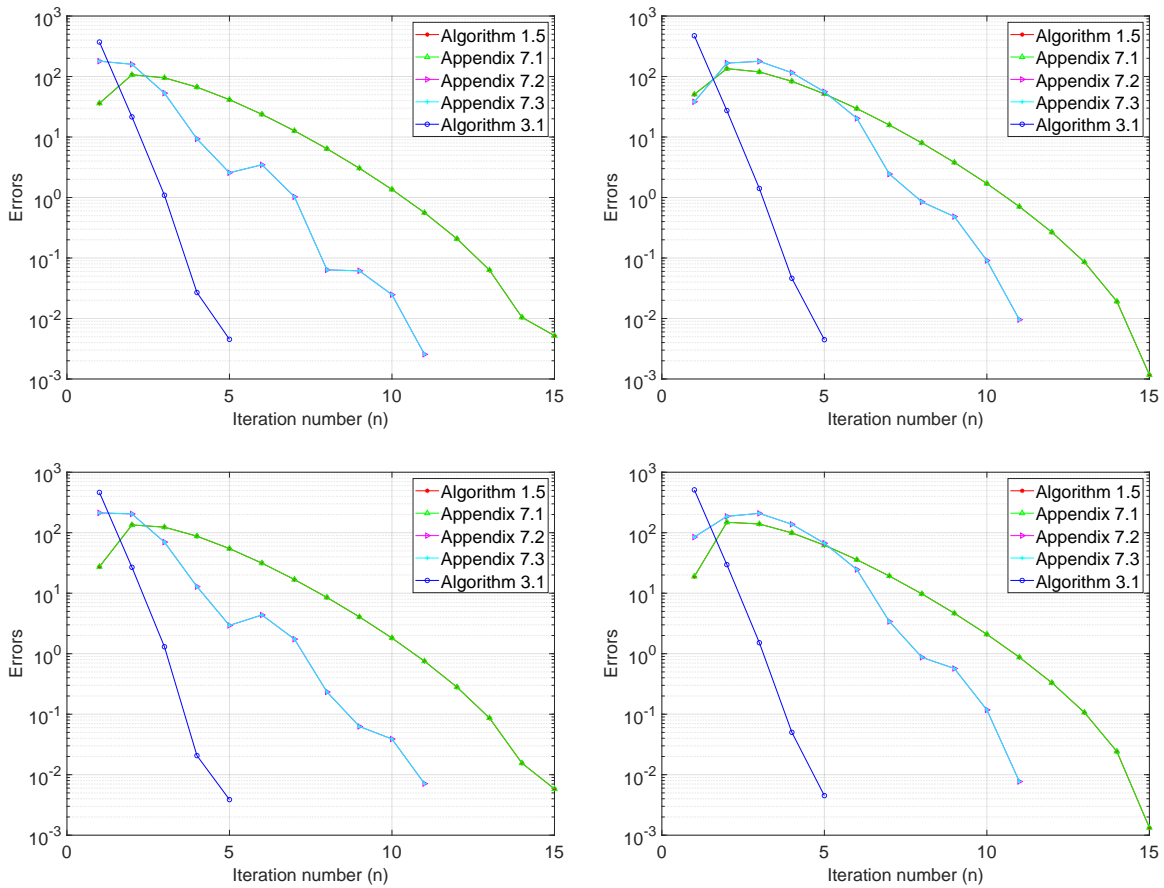 10^3
10^2
10^1
10^0
10^-1
10^-2
10^-3
Errors
0
5
10
15
Iteration number (n)
Algorithm 1.5
Appendix 7.1
Appendix 7.2
Appendix 7.3
Algorithm 3.1
10^3
10^2
10^1
10^0
10^-1
10^-2
10^-3
Errors
0
5
10
15
Iteration number (n)
Algorithm 1.5
Appendix 7.1
Appendix 7.2
Appendix 7.3
Algorithm 3.1
10^3
10^2
10^1
10^0
10^-1
10^-2
10^-3
Errors
0
5
10
15
Iteration number (n)
Algorithm 1.5
Appendix 7.1
Appendix 7.2
Appendix 7.3
Algorithm 3.1
10^3
10^2
10^1
10^0
10^-1
10^-2
10^-3
Errors
0
5
10
15
Iteration number (n)
Algorithm 1.5
Appendix 7.1
Appendix 7.2
Appendix 7.3
Algorithm 3.1